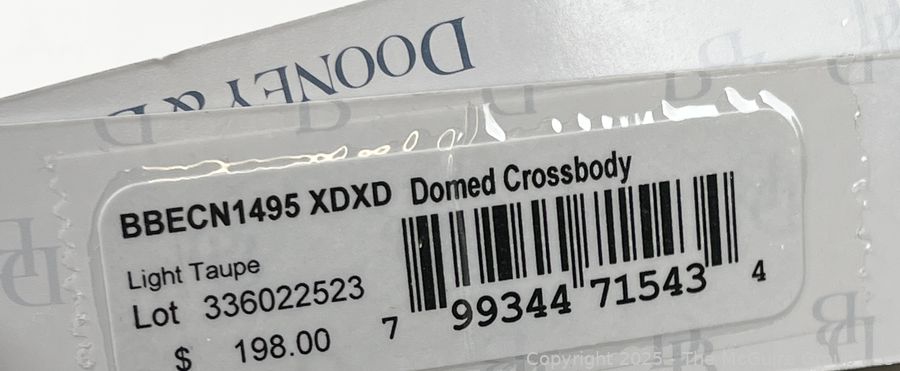 DOONEY & B
BBECN1495 XDXD Domed Crossbody
Light Taupe
Lot 336022523
$ 198.00
7 99344 71543 4
Copyright 2025 - The McGuire